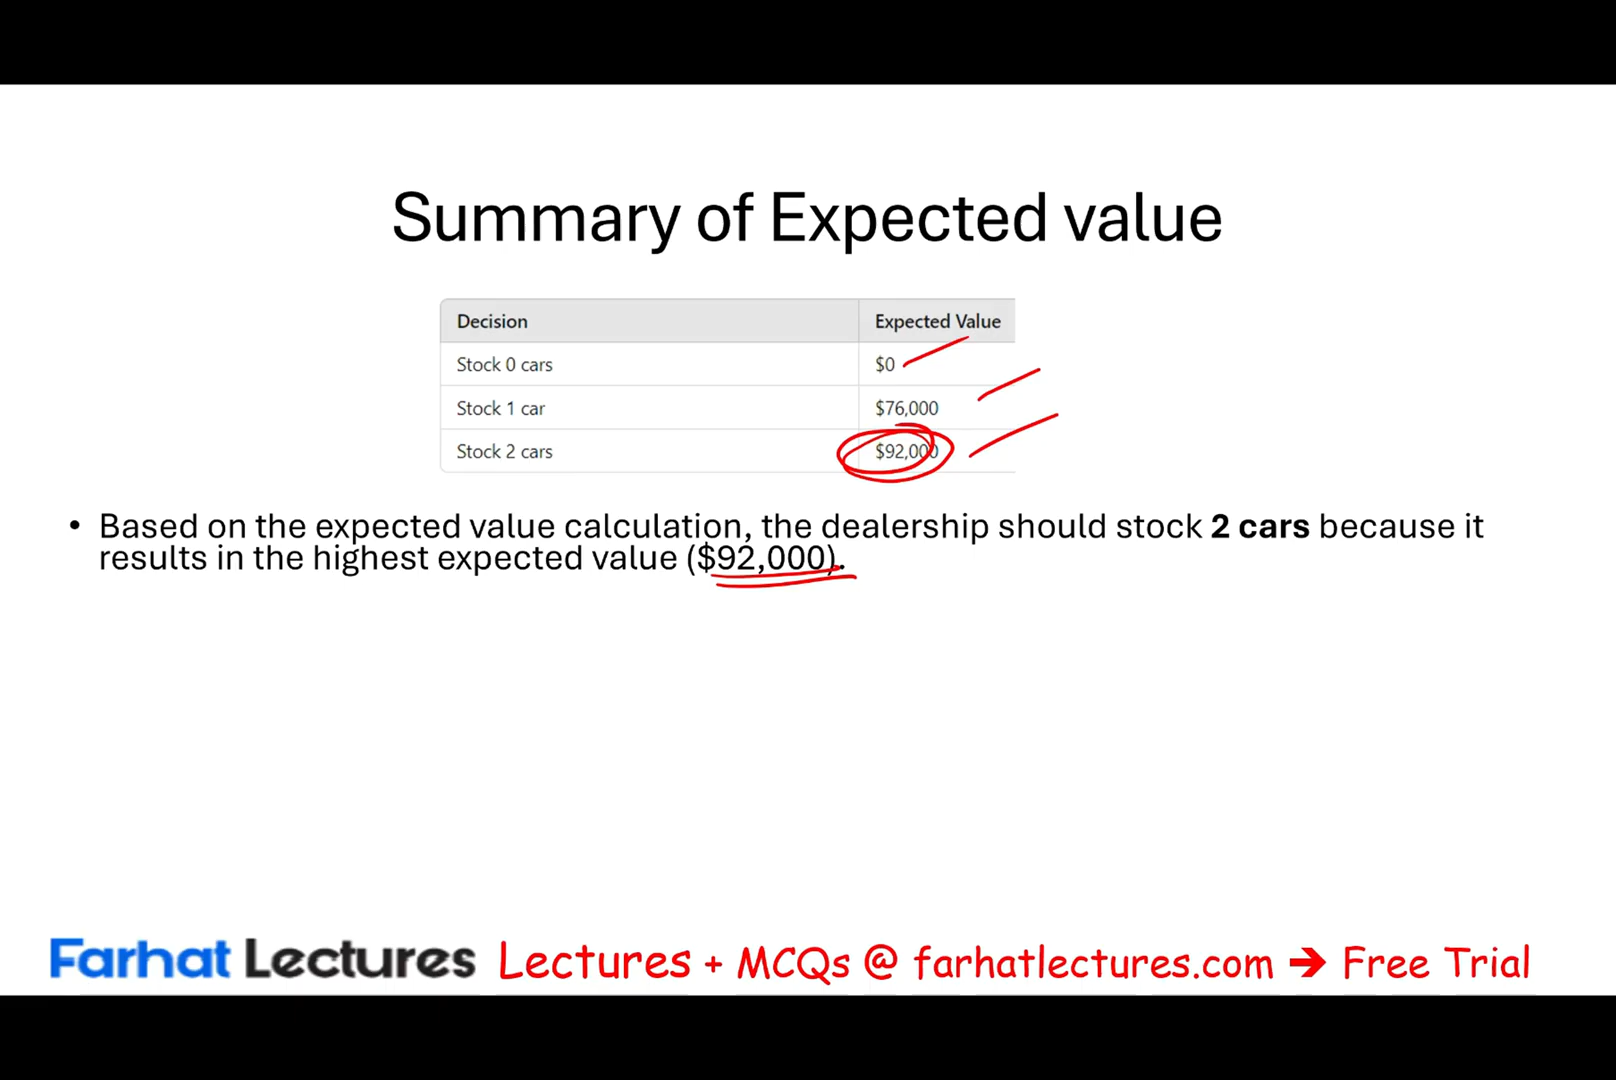 Summary of Expected value
Decision Expected Value
Stock 0 cars $0
Stock 1 car $76,000
Stock 2 cars $92,000
• Based on the expected value calculation, the dealership should stock 2 cars because it
results in the highest expected value ($92,000).
Farhat Lectures Lectures + MCQs @ farhatlectures.com → Free Trial